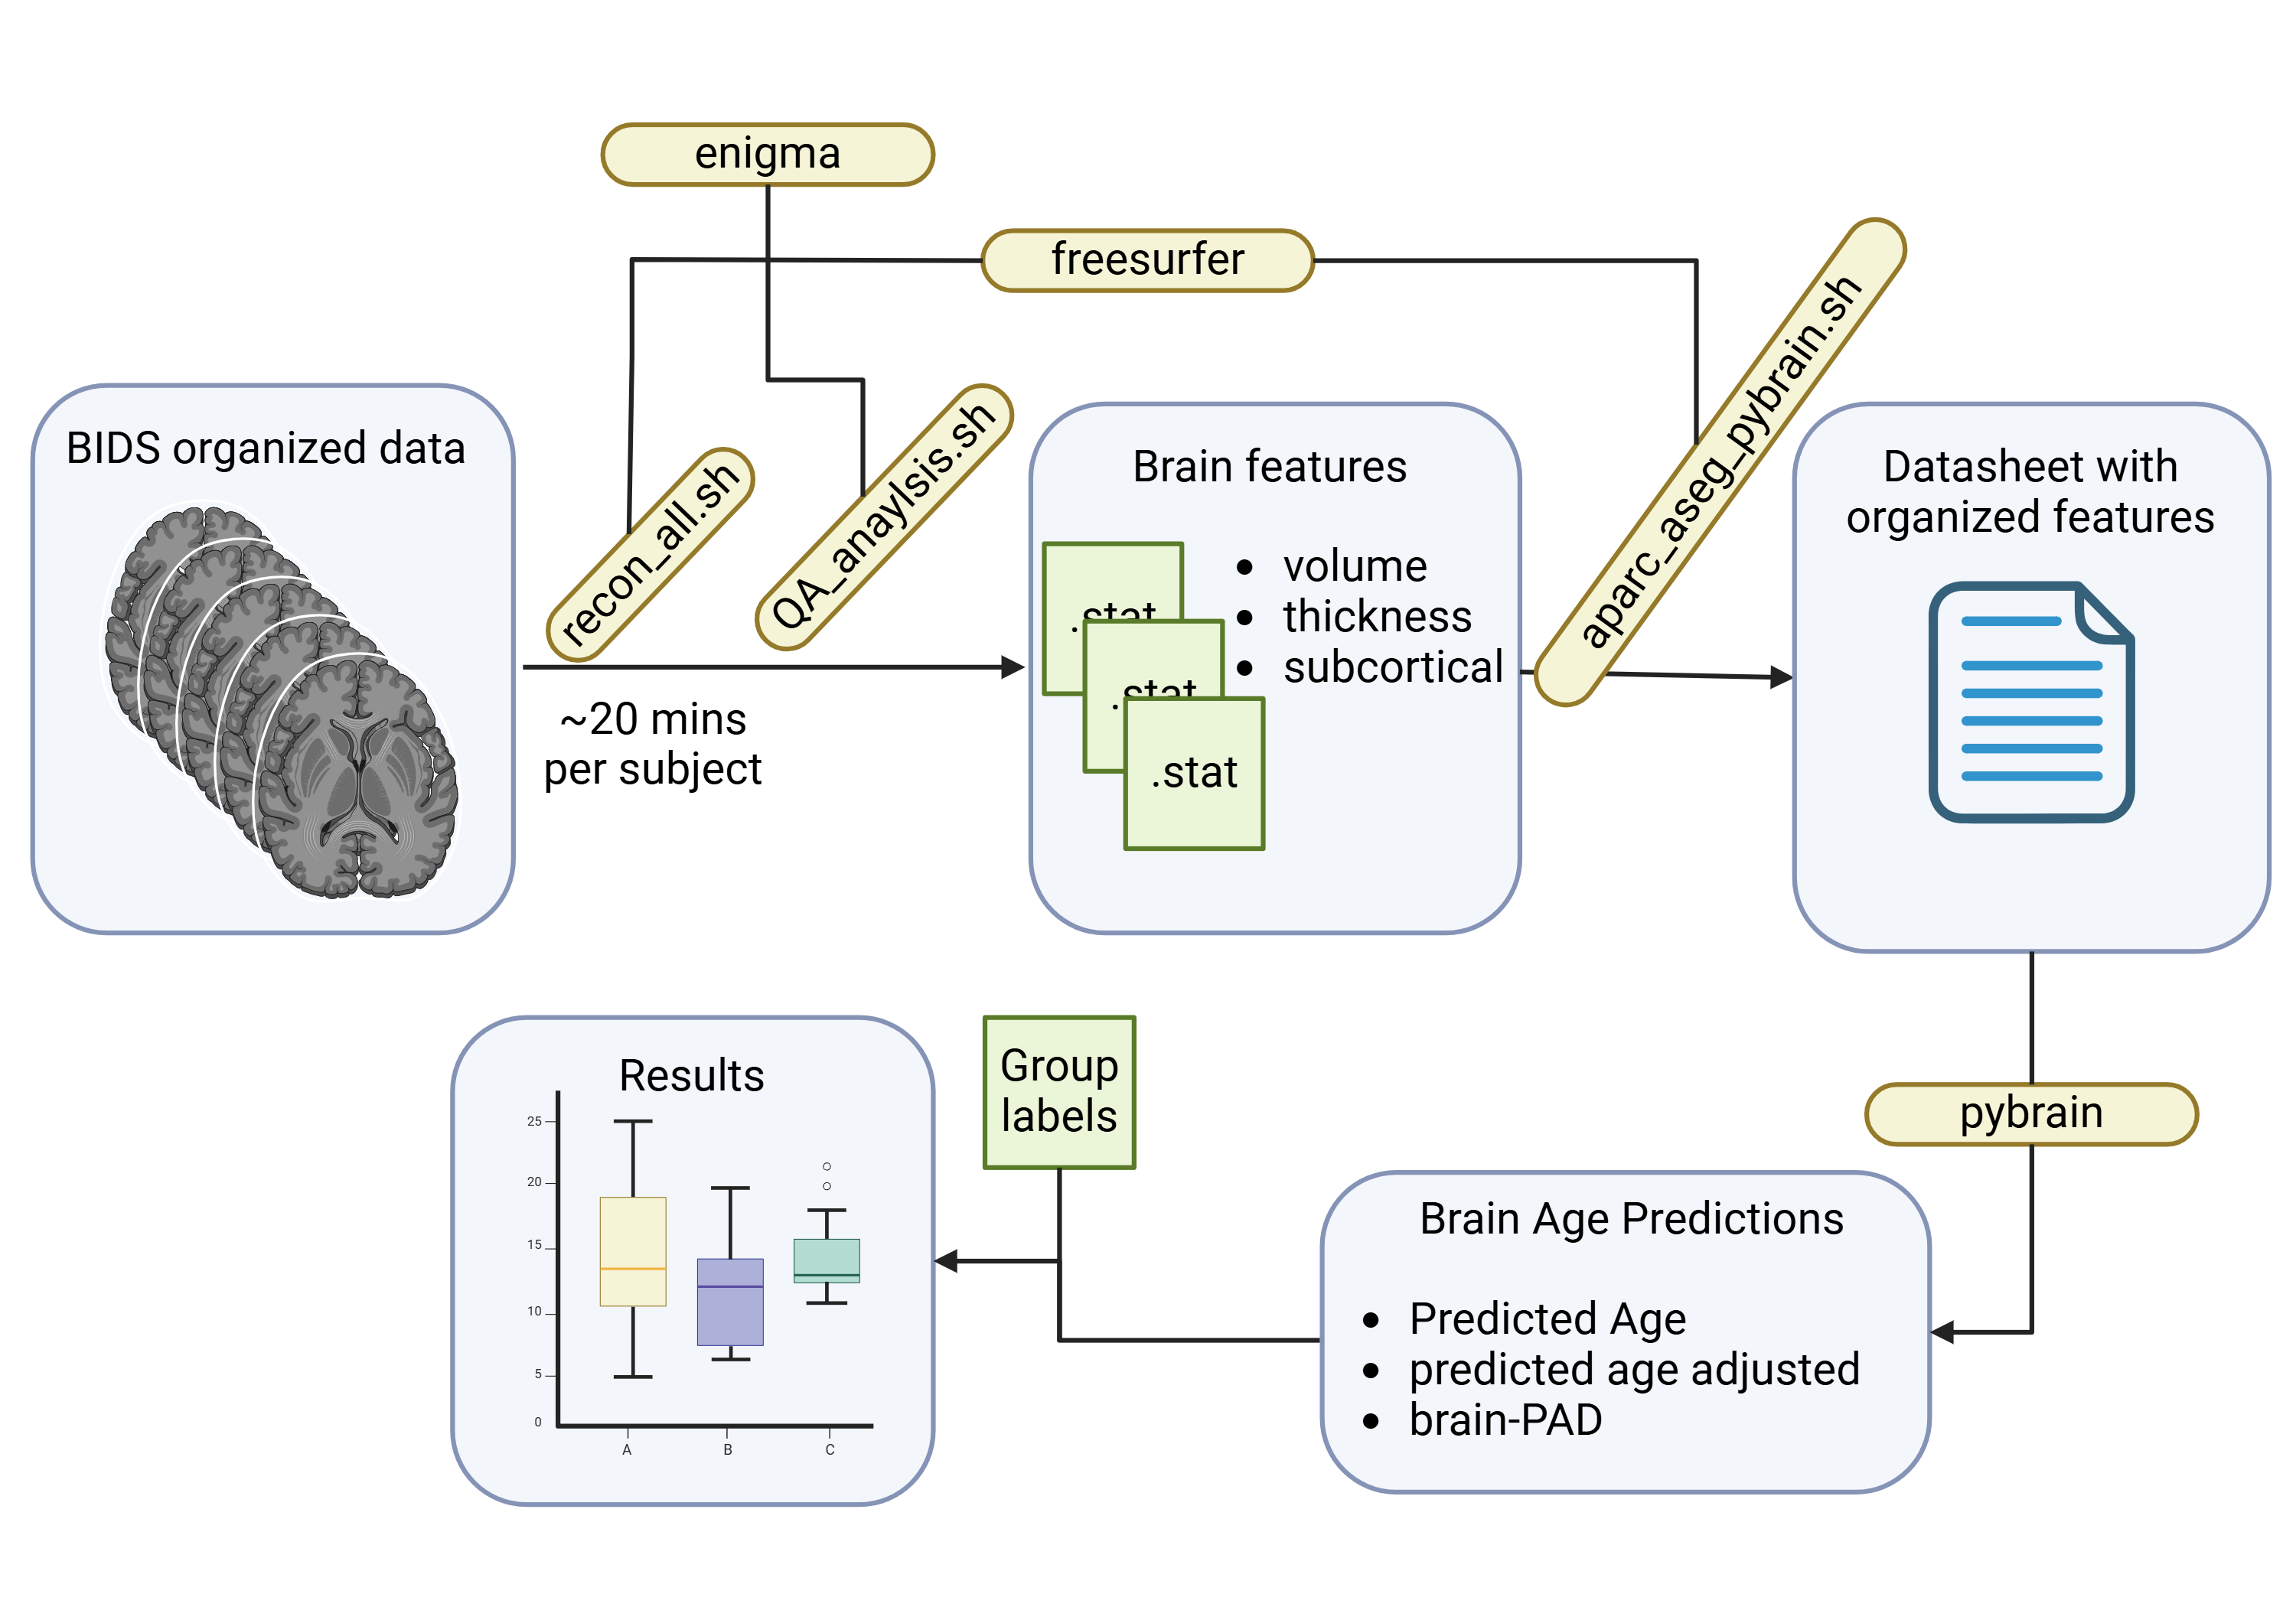 enigma
freesurfer
BIDS organized data
recon_all.sh
QA_anaylsis.sh
~20 mins
per subject
Brain features
.stat
.stat
.stat
• volume
• thickness
• subcortical
aparc_aseg_pybrain.sh
Datasheet with
organized features
pybrain
Brain Age Predictions
• Predicted Age
• predicted age adjusted
• brain-PAD
Group
labels
Results
25
20
15
10
5
0
A
B
C